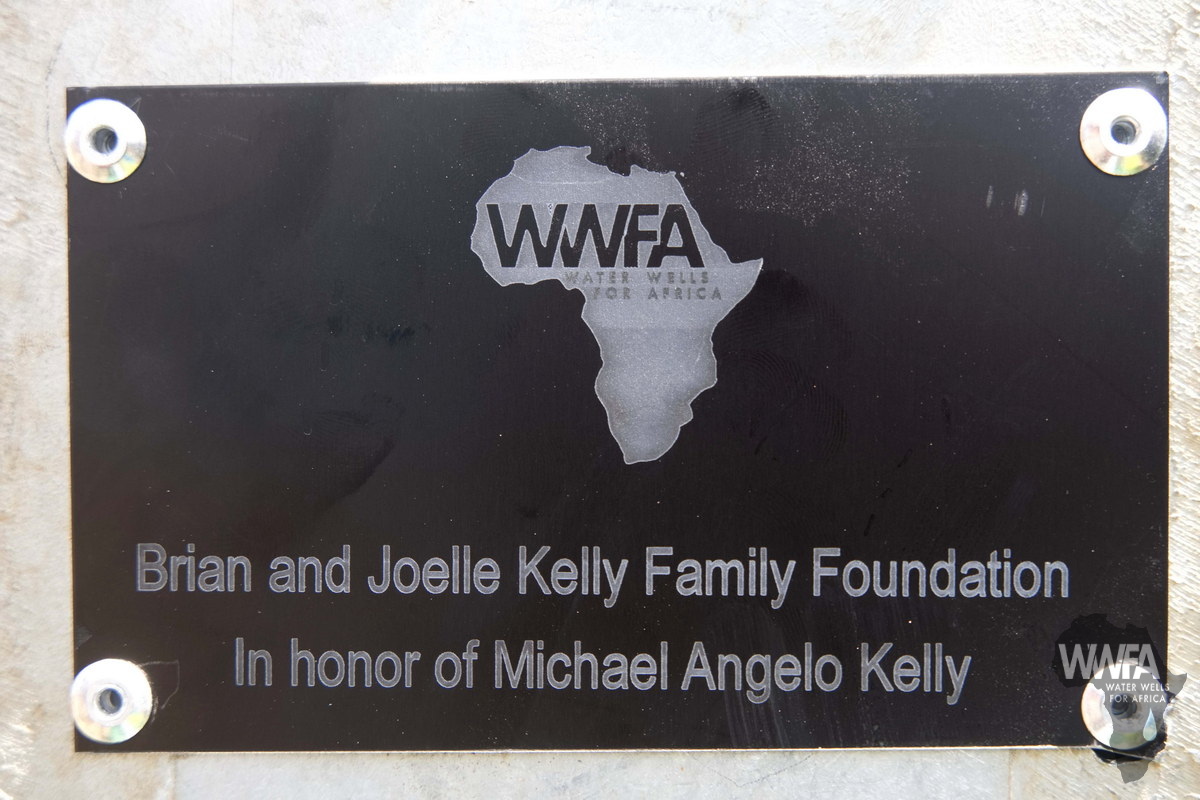 WWFA
WATER WELLS
FOR AFRICA
Brian and Joelle Kelly Family Foundation
In honor of Michael Angelo Kelly
WWFA
WATER WELLS
FOR AFRICA